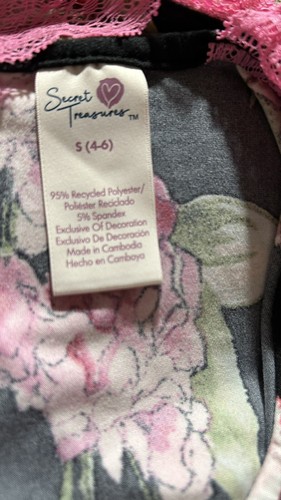 Secret
Treasures™
S (4-6)
95% Recycled Polyester/
Poliéster Reciclado
5% Spandex
Exclusive Of Decoration
Exclusivo De Decoración
Made in Cambodia
Hecho en Camboya